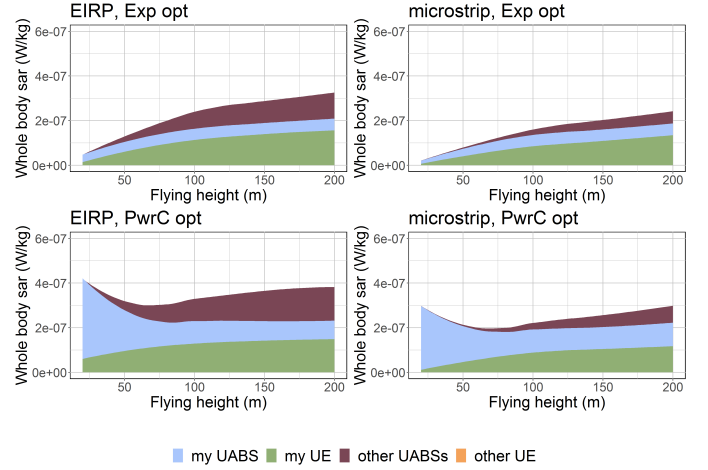 EIRP, Exp opt
microstrip, Exp opt
Whole body sar (W/kg)
6e-07
4e-07
2e-07
0e+00
50
100
150
200
Flying height (m)
Whole body sar (W/kg)
6e-07
4e-07
2e-07
0e+00
50
100
150
200
Flying height (m)
EIRP, PwrC opt
microstrip, PwrC opt
Whole body sar (W/kg)
6e-07
4e-07
2e-07
0e+00
50
100
150
200
Flying height (m)
Whole body sar (W/kg)
6e-07
4e-07
2e-07
0e+00
50
100
150
200
Flying height (m)
my UABS
my UE
other UABSs
other UE